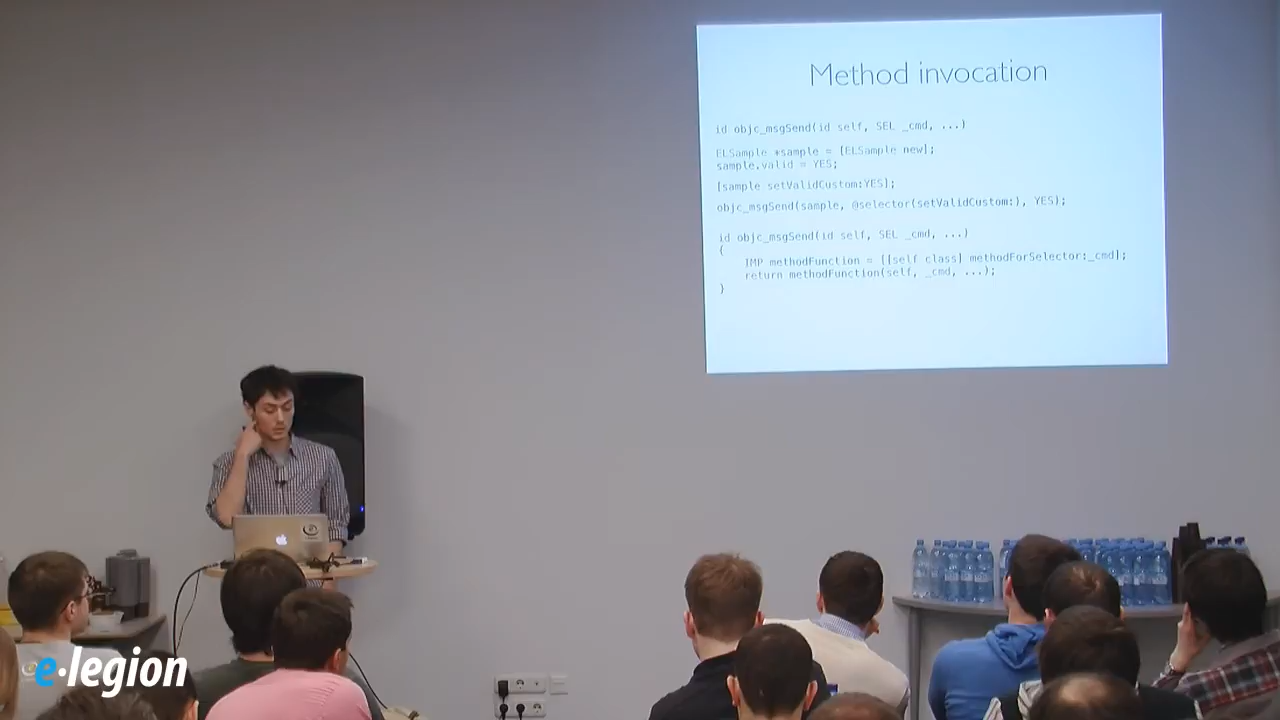 Method invocation
id objc_msgSend(id self, SEL _cmd, ...)
ELSample *sample = [ELSample new];
sample.valid = YES;
[sample setValidCustom:YES];
objc_msgSend(sample, @selector(setValidCustom:), YES);
id objc_msgSend(id self, SEL _cmd, ...)
{
IMP methodFunction = [[self class] methodForSelector:_cmd];
return methodFunction(self, _cmd, ...);
}
e·legion